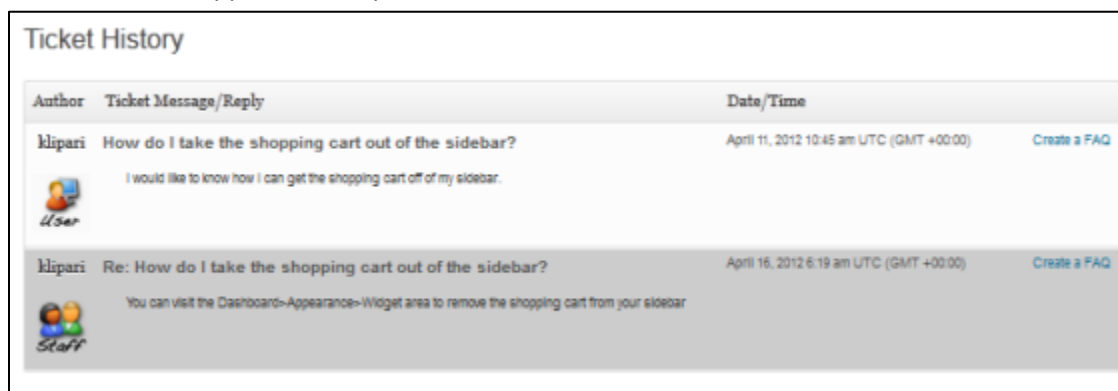 Ticket History
Author Ticket Message/Reply Date/Time
klipari How do I take the shopping cart out of the sidebar? April 11, 2012 10:45 am UTC (GMT +00:00) Create a FAQ
I would like to know how I can get the shopping cart off of my sidebar.
User
klipari Re: How do I take the shopping cart out of the sidebar? April 16, 2012 6:19 am UTC (GMT +00:00) Create a FAQ
You can visit the Dashboard>Appearance>Widget area to remove the shopping cart from your sidebar
Staff